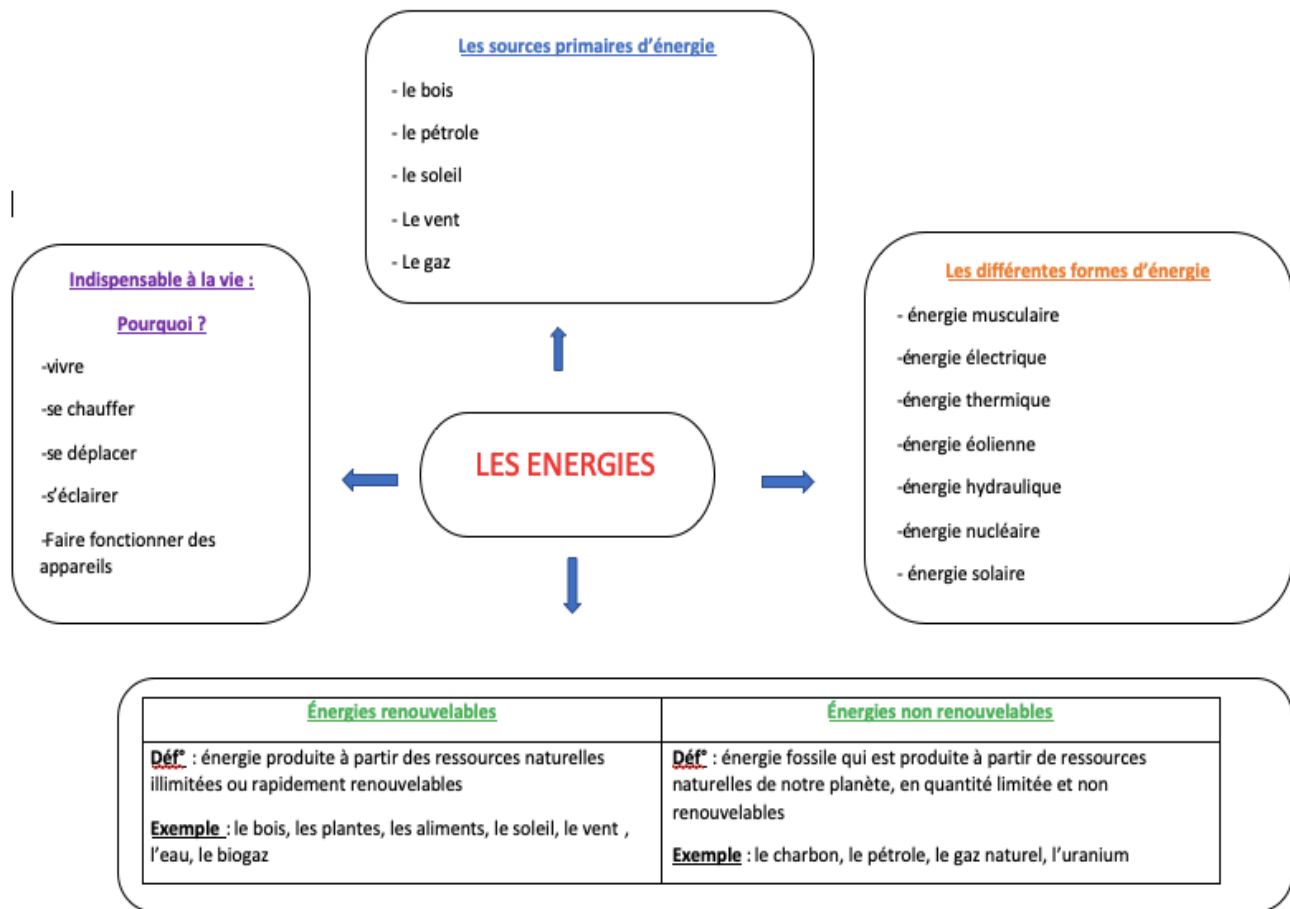 Les sources primaires d’énergie
- le bois
- le pétrole
- le soleil
- Le vent
- Le gaz
Indispensable à la vie :
Pourquoi ?
-vivre
-se chauffer
-se déplacer
-s’éclairer
-Faire fonctionner des
appareils
LES ENERGIES
Les différentes formes d’énergie
- énergie musculaire
-énergie électrique
-énergie thermique
-énergie éolienne
-énergie hydraulique
-énergie nucléaire
- énergie solaire
Énergies renouvelables
Déf° : énergie produite à partir des ressources naturelles
illimitées ou rapidement renouvelables
Exemple : le bois, les plantes, les aliments, le soleil, le vent ,
l’eau, le biogaz
Énergies non renouvelables
Déf° : énergie fossile qui est produite à partir de ressources
naturelles de notre planète, en quantité limitée et non
renouvelables
Exemple : le charbon, le pétrole, le gaz naturel, l’uranium